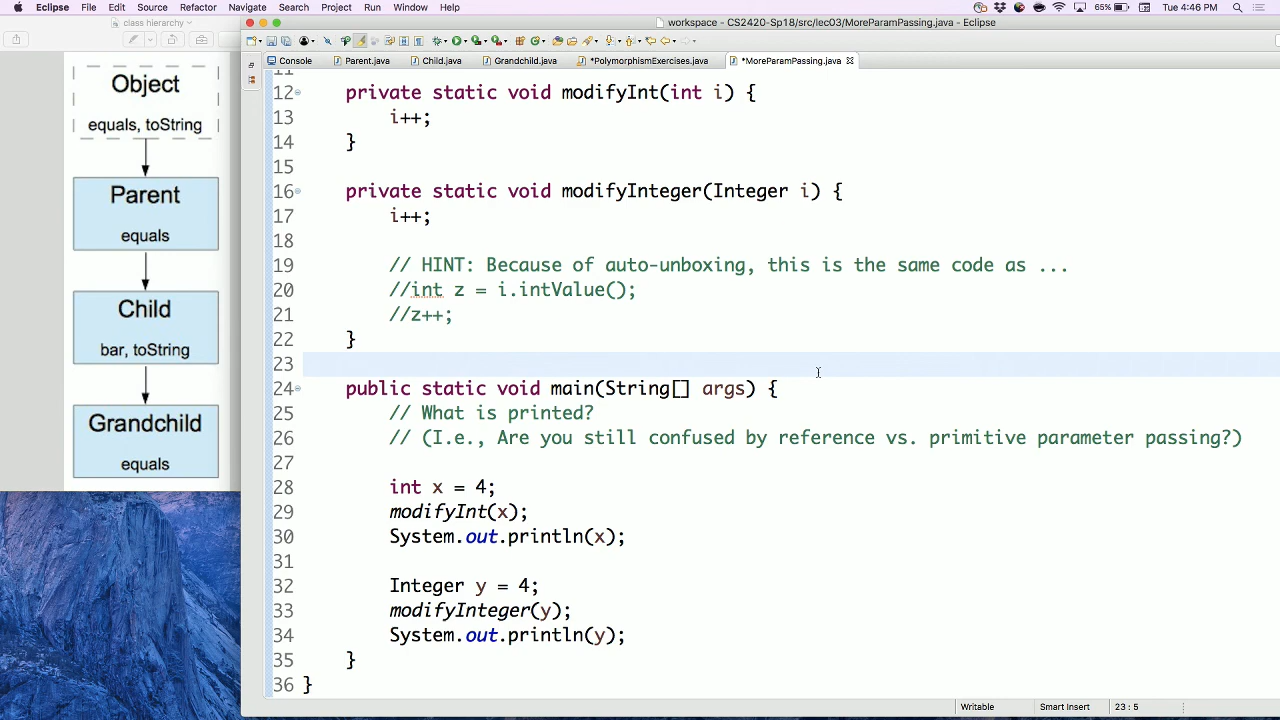 Eclipse File Edit Source Refactor Navigate Search Project Run Window Help 65% Tue 4:46 PM
class hierarchy
workspace - CS2420-Sp18/src/lec03/MoreParamPassing.java - Eclipse
Console Parent.java Child.java Grandchild.java *PolymorphismExercises.java *MoreParamPassing.java
Object
equals, toString
Parent
equals
Child
bar, toString
Grandchild
equals
11
12 private static void modifyInt(int i) {
13 i++;
14 }
15
16 private static void modifyInteger(Integer i) {
17 i++;
18
19 // HINT: Because of auto-unboxing, this is the same code as ...
20 //int z = i.intValue();
21 //z++;
22 }
23
24 public static void main(String[] args) {
25 // What is printed?
26 // (I.e., Are you still confused by reference vs. primitive parameter passing?)
27
28 int x = 4;
29 modifyInt(x);
30 System.out.println(x);
31
32 Integer y = 4;
33 modifyInteger(y);
34 System.out.println(y);
35 }
36 }
Writable Smart Insert 23 : 5